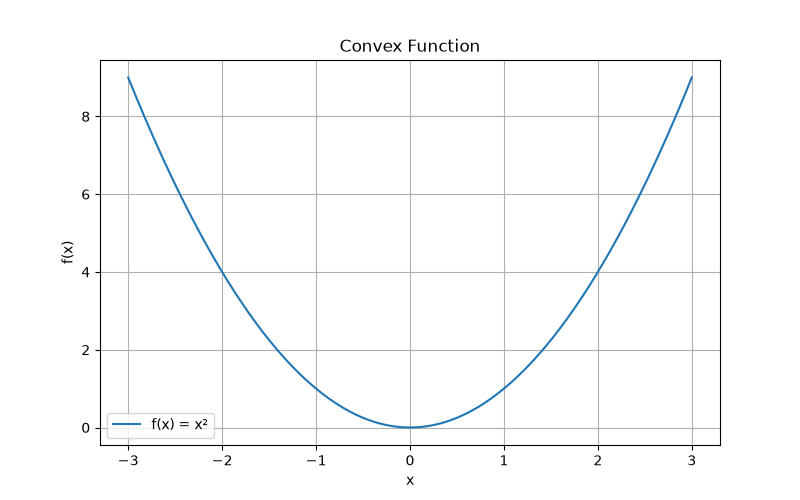 Convex Function
f(x)
8
6
4
2
0
f(x) = x²
−3 −2 −1 0 1 2 3
x